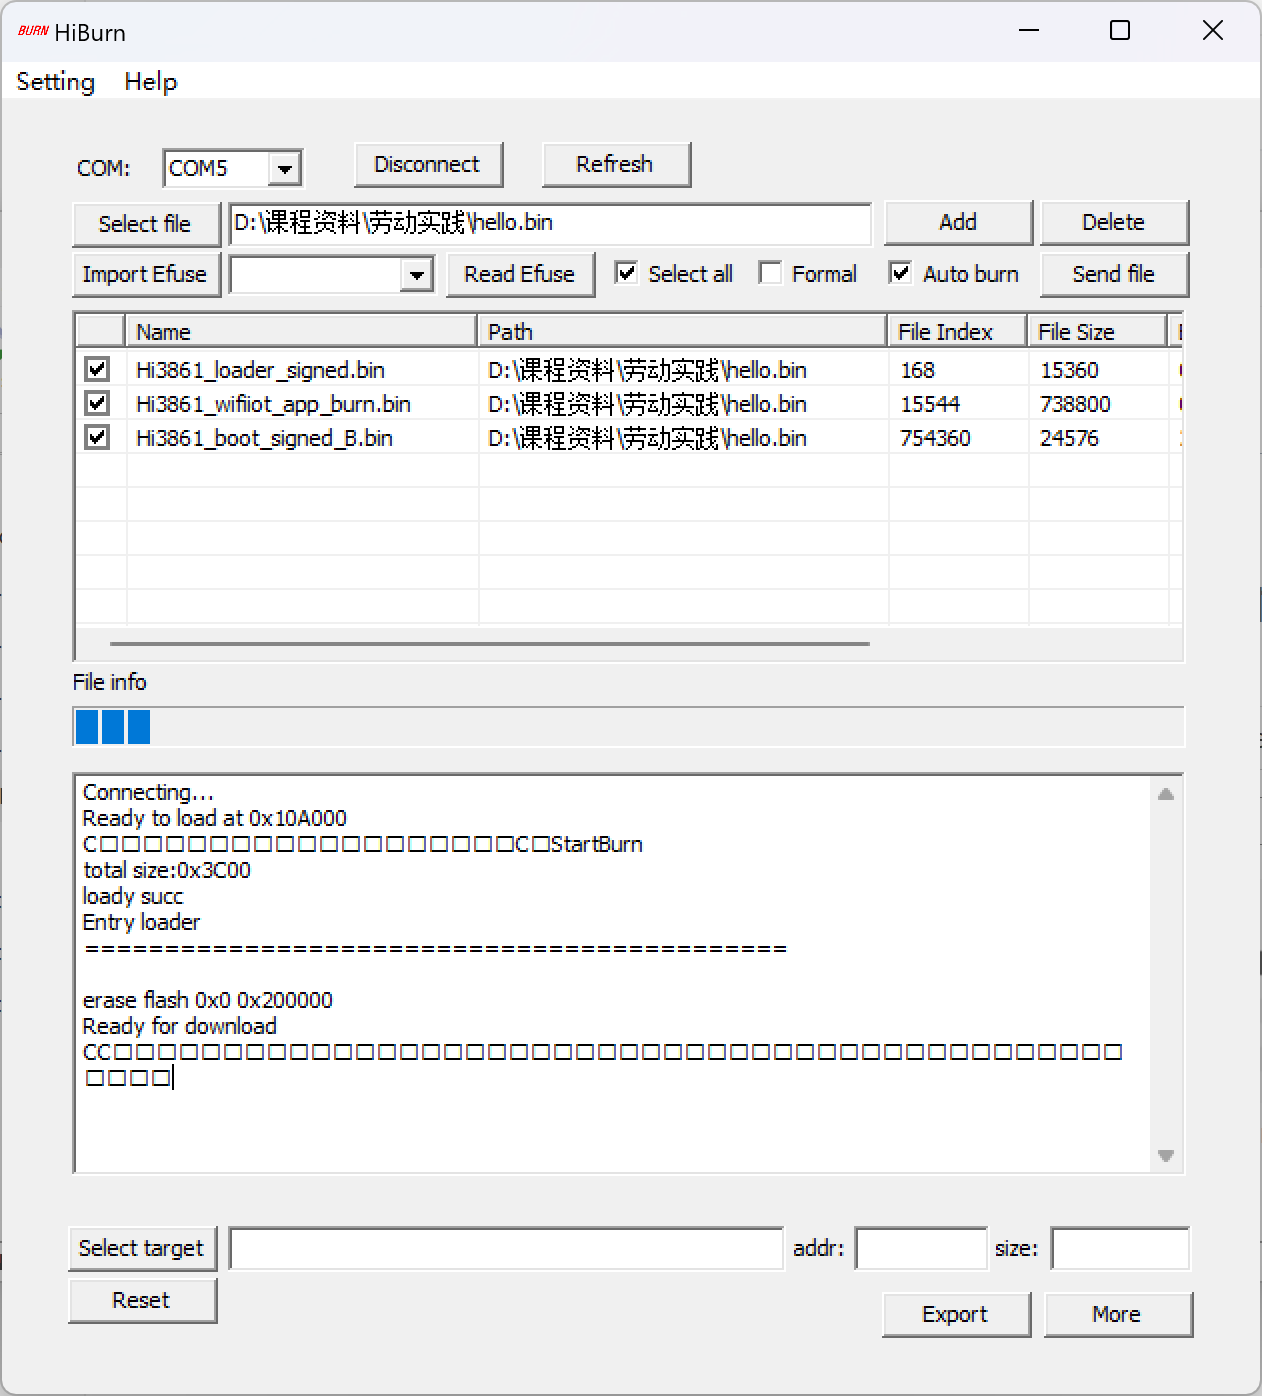 BURN HiBurn
Setting Help
COM: COM5 Disconnect Refresh
Select file D:\课程资料\劳动实践\hello.bin Add Delete
Import Efuse Read Efuse Select all Formal Auto burn Send file
Name Path File Index File Size
Hi3861_loader_signed.bin D:\课程资料\劳动实践\hello.bin 168 15360
Hi3861_wifiiot_app_burn.bin D:\课程资料\劳动实践\hello.bin 15544 738800
Hi3861_boot_signed_B.bin D:\课程资料\劳动实践\hello.bin 754360 24576
File info
Connecting...
Ready to load at 0x10A000
C□□□□□□□□□□□□□□□□□□□C□StartBurn
total size:0x3C00
loady succ
Entry loader
============================================
erase flash 0x0 0x200000
Ready for download
CC□□□□□□□□□□□□□□□□□□□□□□□□□□□□□□□□□□□□□□□□□□□□□□
□□□□
Select target addr: size:
Reset
Export More